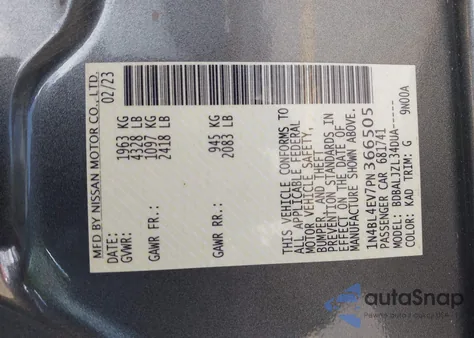 MFD BY NISSAN MOTOR CO., LTD.
DATE: 02/23
GVWR: 1963 KG
4328 LB
GAWR FR: 1097 KG
2418 LB
GAWR RR: 945 KG
2083 LB
THIS VEHICLE CONFORMS TO
ALL APPLICABLE FEDERAL
MOTOR VEHICLE SAFETY,
BUMPER, AND THEFT
PREVENTION STANDARDS IN
EFFECT ON THE DATE OF
MANUFACTURE SHOWN ABOVE.
1N4BL4EV7PN366505
PASSENGER CAR 681741
MODEL: BDBALJZL34DUA-----
COLOR: KAD TRIM: G 9N00A
autoSnap